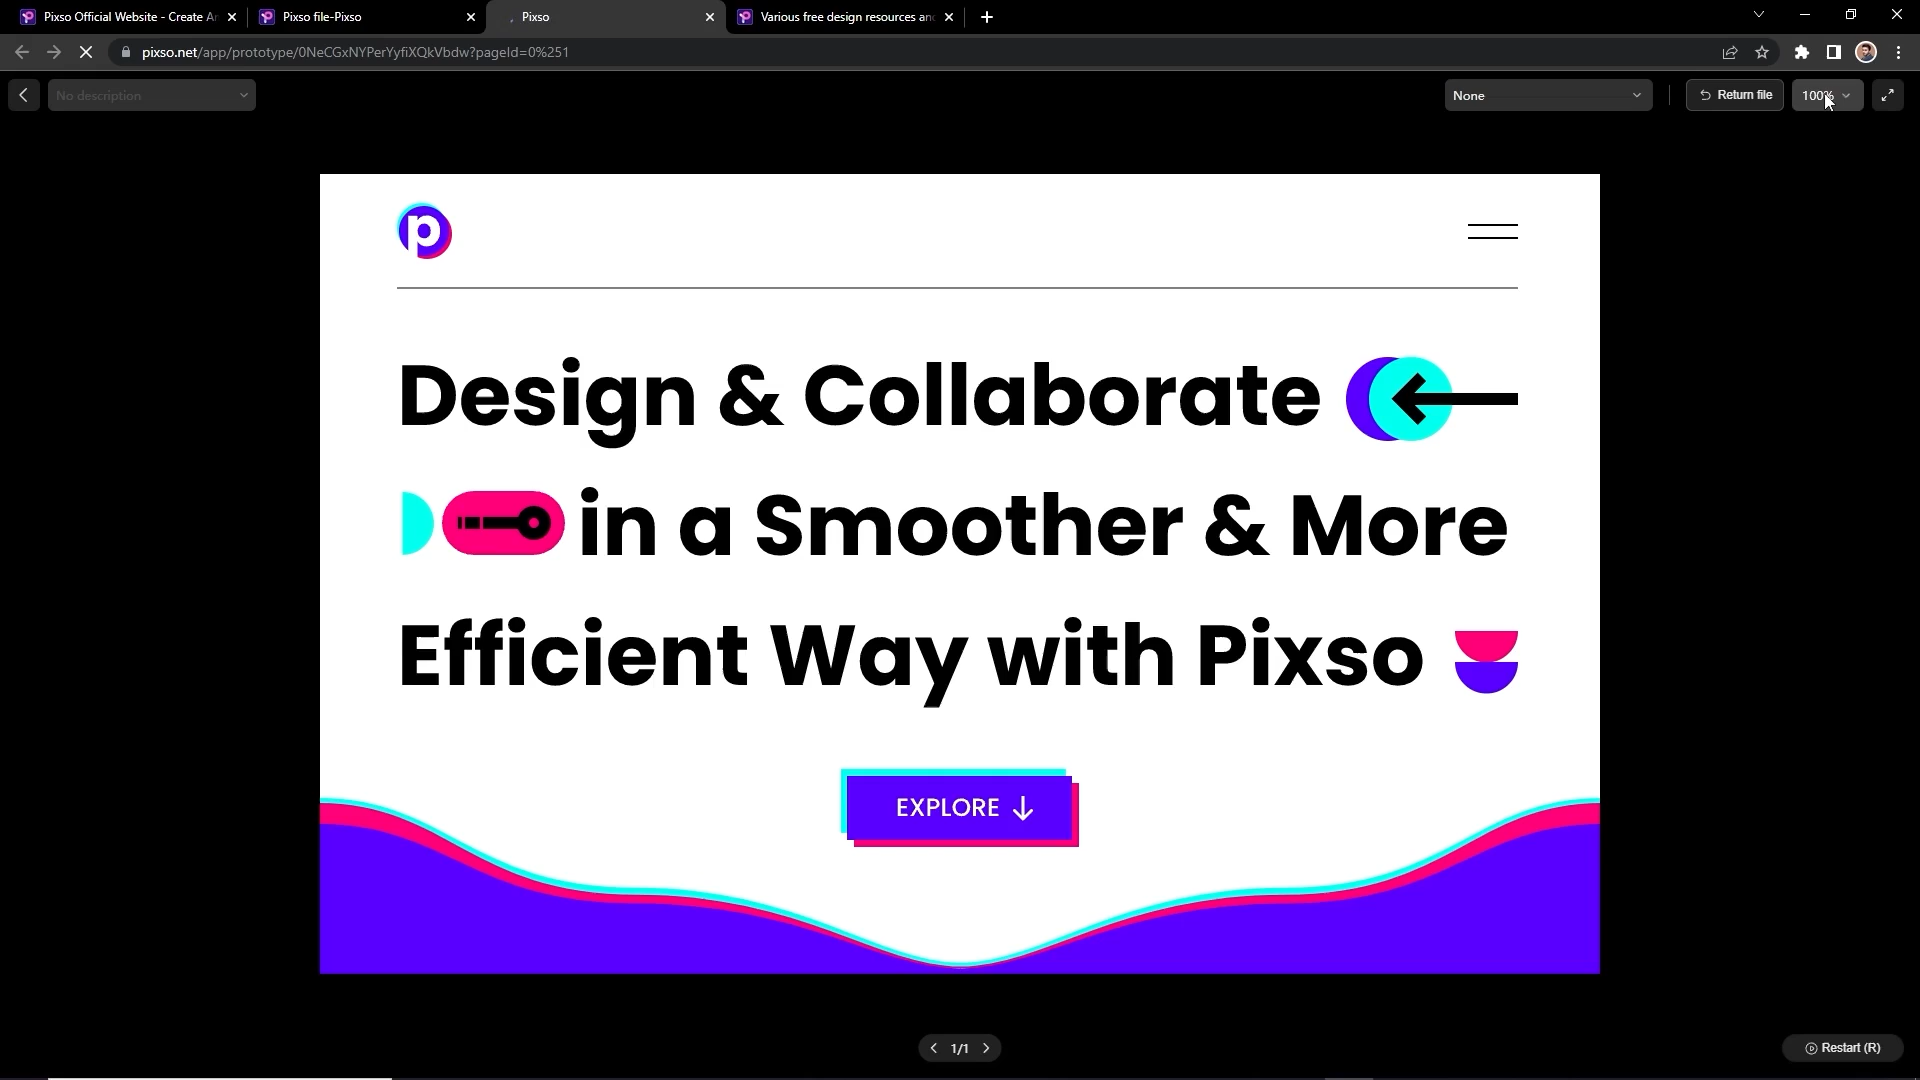 Pixso Official Website - Create An
Pixso file-Pixso
Pixso
Various free design resources and
pixso.net/app/prototype/0NeCGxNYPerYyfiXQkVbdw?pageId=0%251
No description
None
Return file
100%
p
Design & Collaborate
in a Smoother & More
Efficient Way with Pixso
EXPLORE
1/1
Restart (R)